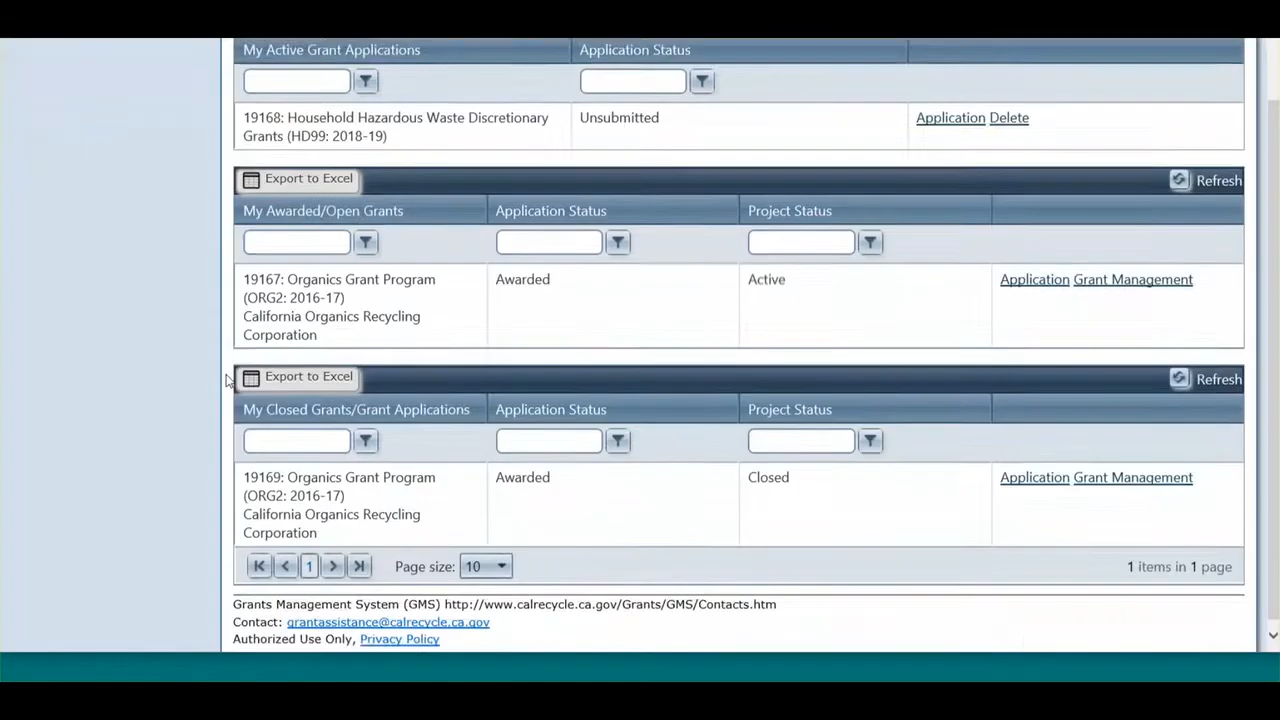 My Active Grant Applications Application Status
19168: Household Hazardous Waste Discretionary Unsubmitted Application Delete
Grants (HD99: 2018-19)
Export to Excel Refresh
My Awarded/Open Grants Application Status Project Status
19167: Organics Grant Program Awarded Active Application Grant Management
(ORG2: 2016-17)
California Organics Recycling
Corporation
Export to Excel Refresh
My Closed Grants/Grant Applications Application Status Project Status
19169: Organics Grant Program Awarded Closed Application Grant Management
(ORG2: 2016-17)
California Organics Recycling
Corporation
1 Page size: 10 1 items in 1 page
Grants Management System (GMS) http://www.calrecycle.ca.gov/Grants/GMS/Contacts.htm
Contact: grantassistance@calrecycle.ca.gov
Authorized Use Only, Privacy Policy